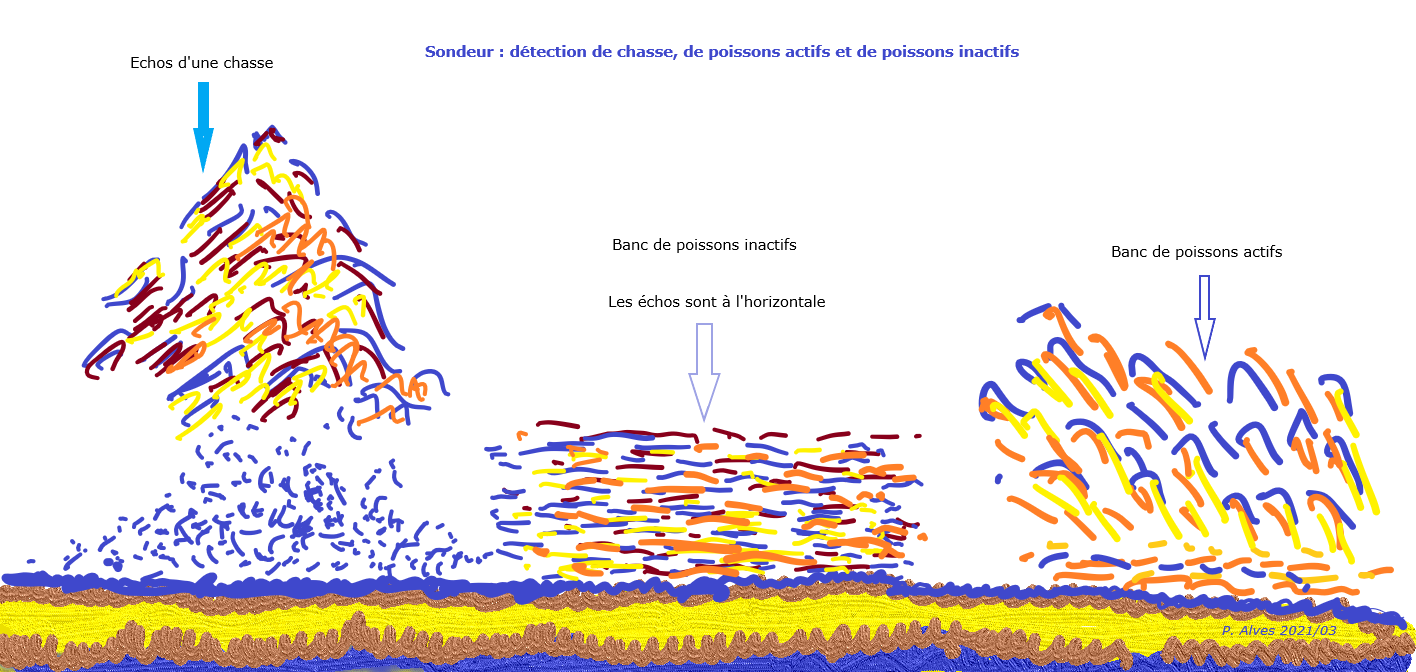 Sondeur : détection de chasse, de poissons actifs et de poissons inactifs
Echos d'une chasse
Banc de poissons inactifs
Les échos sont à l'horizontale
Banc de poissons actifs
P. Alves 2021/03